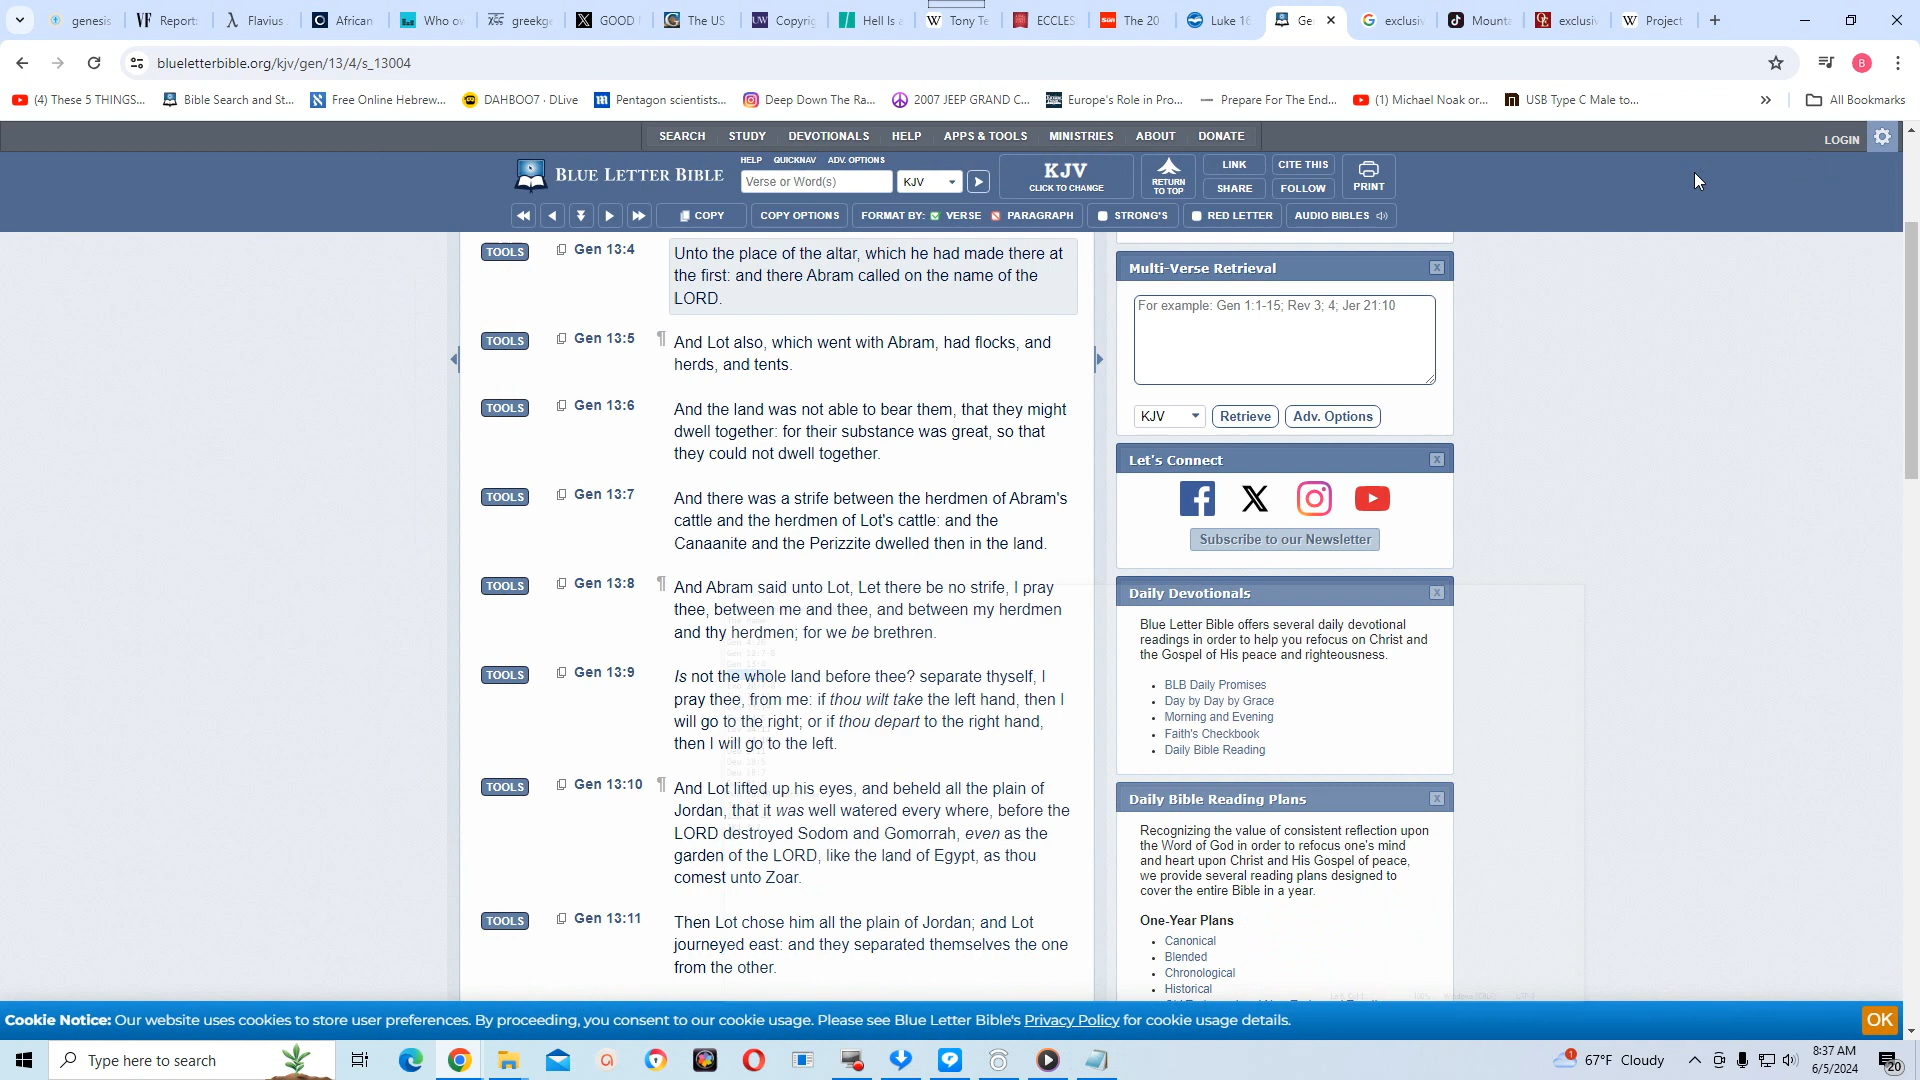 genesis
VF Report:
λ Flavius
African
Who ov
greekge
GOOD
The US
UW Copyri
Hell Is a
W Tony Te
ECCLES
The 20
Luke 16
Ge
exclusiv
Mounta
exclusiv
W Project
blueletterbible.org/kjv/gen/13/4/s_13004
B
(4) These 5 THINGS...
Bible Search and St...
Free Online Hebrew...
DAHBOO7 · DLive
Pentagon scientists...
Deep Down The Ra...
2007 JEEP GRAND C...
Europe's Role in Pro...
Prepare For The End...
(1) Michael Noak or...
USB Type C Male to...
All Bookmarks
SEARCH STUDY DEVOTIONALS HELP APPS & TOOLS MINISTRIES ABOUT DONATE
LOGIN
BLUE LETTER BIBLE
HELP QUICKNAV ADV. OPTIONS
Verse or Word(s)
KJV
KJV
CLICK TO CHANGE
RETURN
TO TOP
LINK
CITE THIS
SHARE
FOLLOW
PRINT
COPY
COPY OPTIONS
FORMAT BY: VERSE PARAGRAPH
STRONG'S
RED LETTER
AUDIO BIBLES
TOOLS Gen 13:4
Unto the place of the altar, which he had made there at
the first: and there Abram called on the name of the
LORD.
TOOLS Gen 13:5
¶ And Lot also, which went with Abram, had flocks, and
herds, and tents.
TOOLS Gen 13:6
And the land was not able to bear them, that they might
dwell together: for their substance was great, so that
they could not dwell together.
TOOLS Gen 13:7
And there was a strife between the herdmen of Abram's
cattle and the herdmen of Lot's cattle: and the
Canaanite and the Perizzite dwelled then in the land.
TOOLS Gen 13:8
¶ And Abram said unto Lot, Let there be no strife, I pray
thee, between me and thee, and between my herdmen
and thy herdmen; for we be brethren.
TOOLS Gen 13:9
Is not the whole land before thee? separate thyself, I
pray thee, from me: if thou wilt take the left hand, then I
will go to the right; or if thou depart to the right hand,
then I will go to the left.
TOOLS Gen 13:10
¶ And Lot lifted up his eyes, and beheld all the plain of
Jordan, that it was well watered every where, before the
LORD destroyed Sodom and Gomorrah, even as the
garden of the LORD, like the land of Egypt, as thou
comest unto Zoar.
TOOLS Gen 13:11
Then Lot chose him all the plain of Jordan; and Lot
journeyed east: and they separated themselves the one
from the other.
Multi-Verse Retrieval
For example: Gen 1:1-15; Rev 3; 4; Jer 21:10
KJV
Retrieve
Adv. Options
Let's Connect
Subscribe to our Newsletter
Daily Devotionals
Blue Letter Bible offers several daily devotional
readings in order to help you refocus on Christ and
the Gospel of His peace and righteousness.
BLB Daily Promises
Day by Day by Grace
Morning and Evening
Faith's Checkbook
Daily Bible Reading
Daily Bible Reading Plans
Recognizing the value of consistent reflection upon
the Word of God in order to refocus one's mind
and heart upon Christ and His Gospel of peace,
we provide several reading plans designed to
cover the entire Bible in a year.
One-Year Plans
Canonical
Blended
Chronological
Historical
Cookie Notice: Our website uses cookies to store user preferences. By proceeding, you consent to our cookie usage. Please see Blue Letter Bible's Privacy Policy for cookie usage details.
OK
Type here to search
1
67°F Cloudy
8:37 AM
6/5/2024
20